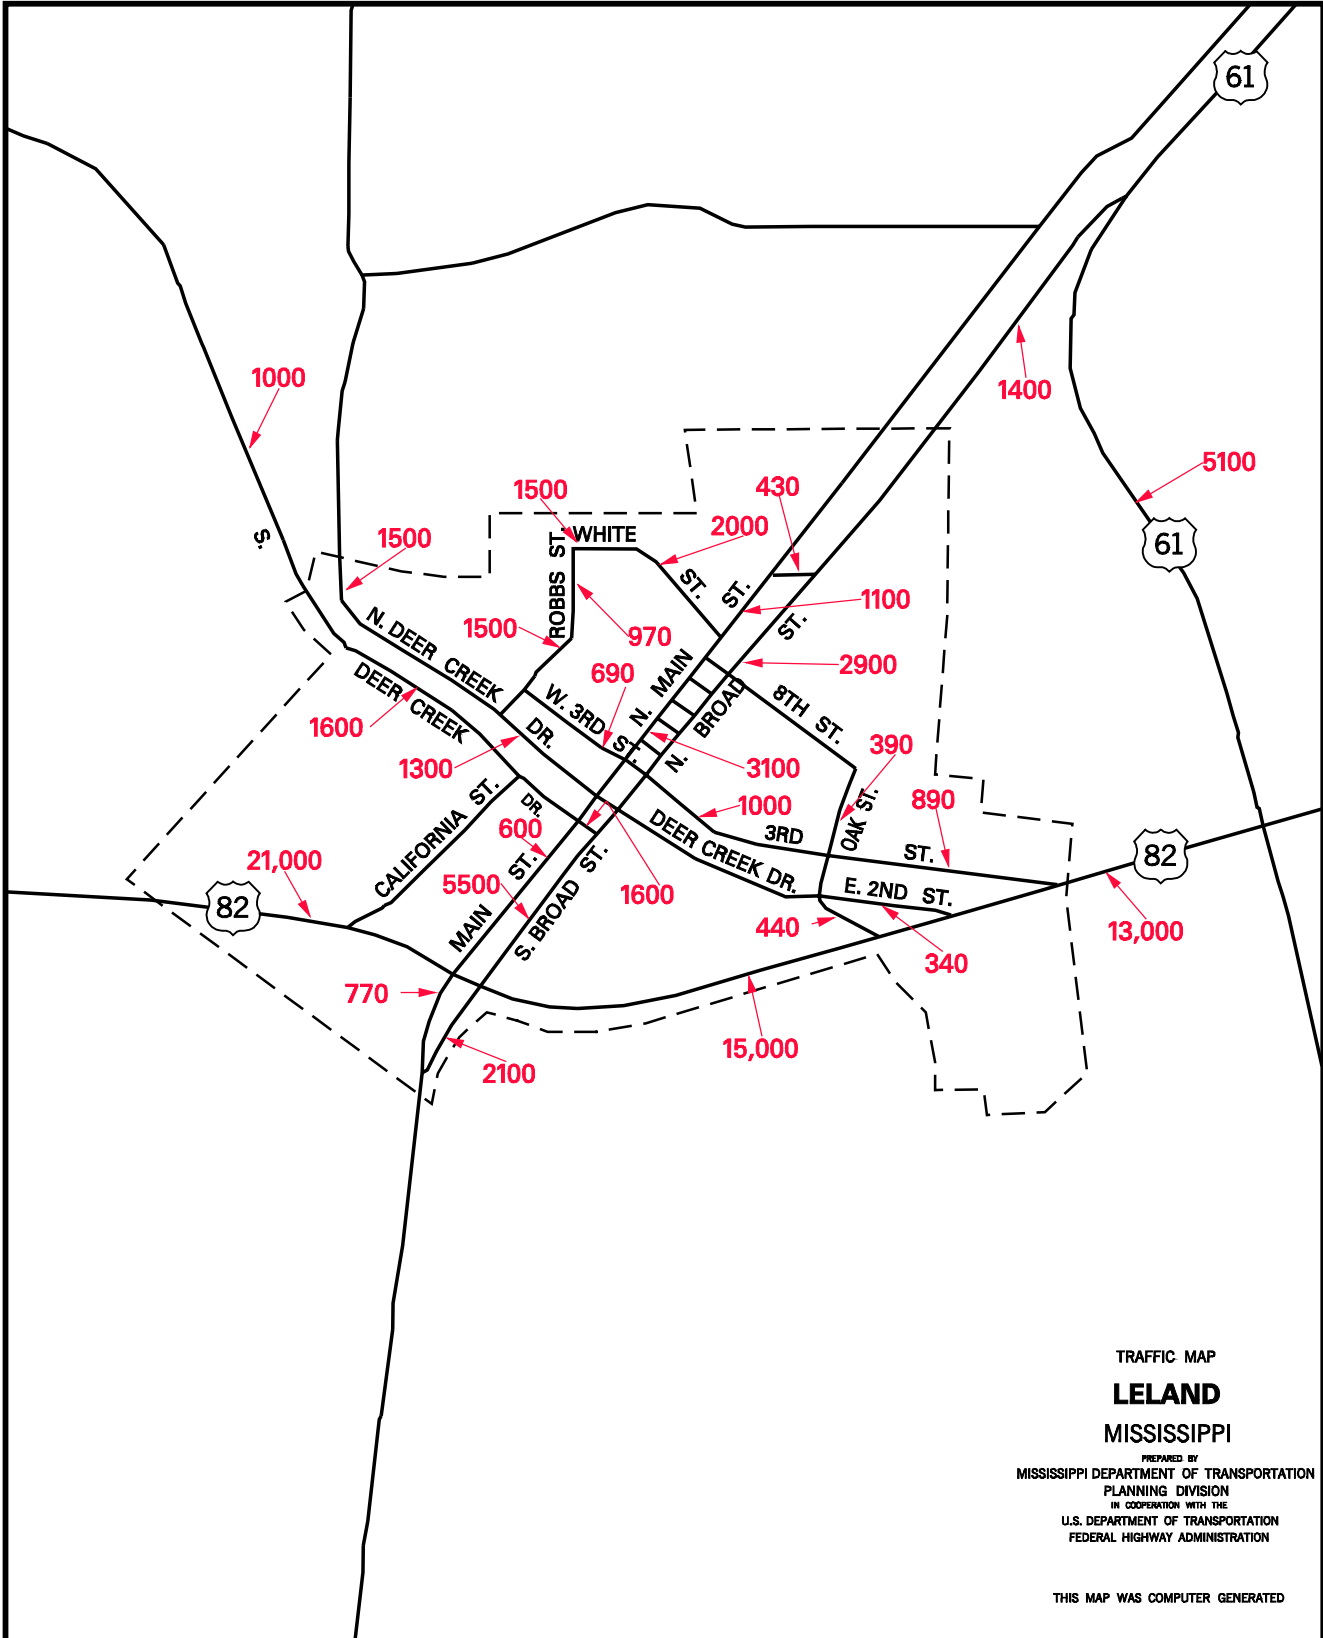 61
1000
1400
5100
1500
430
2000
WHITE
61
S.
1500
ROBBS ST.
ST.
ST.
1100
ST.
N. DEER CREEK
1500
970
2900
690
N. MAIN
DEER CREEK
W. 3RD ST.
N. BROAD
8TH ST.
1600
DR.
390
1300
3100
CALIFORNIA ST.
DR.
1000
890
OAK ST.
600
3RD
ST.
82
21,000
DEER CREEK DR.
5500
1600
E. 2ND ST.
82
MAIN ST.
S. BROAD ST.
440
13,000
340
770
15,000
2100
TRAFFIC MAP
LELAND
MISSISSIPPI
PREPARED BY
MISSISSIPPI DEPARTMENT OF TRANSPORTATION
PLANNING DIVISION
IN COOPERATION WITH THE
U.S. DEPARTMENT OF TRANSPORTATION
FEDERAL HIGHWAY ADMINISTRATION
THIS MAP WAS COMPUTER GENERATED